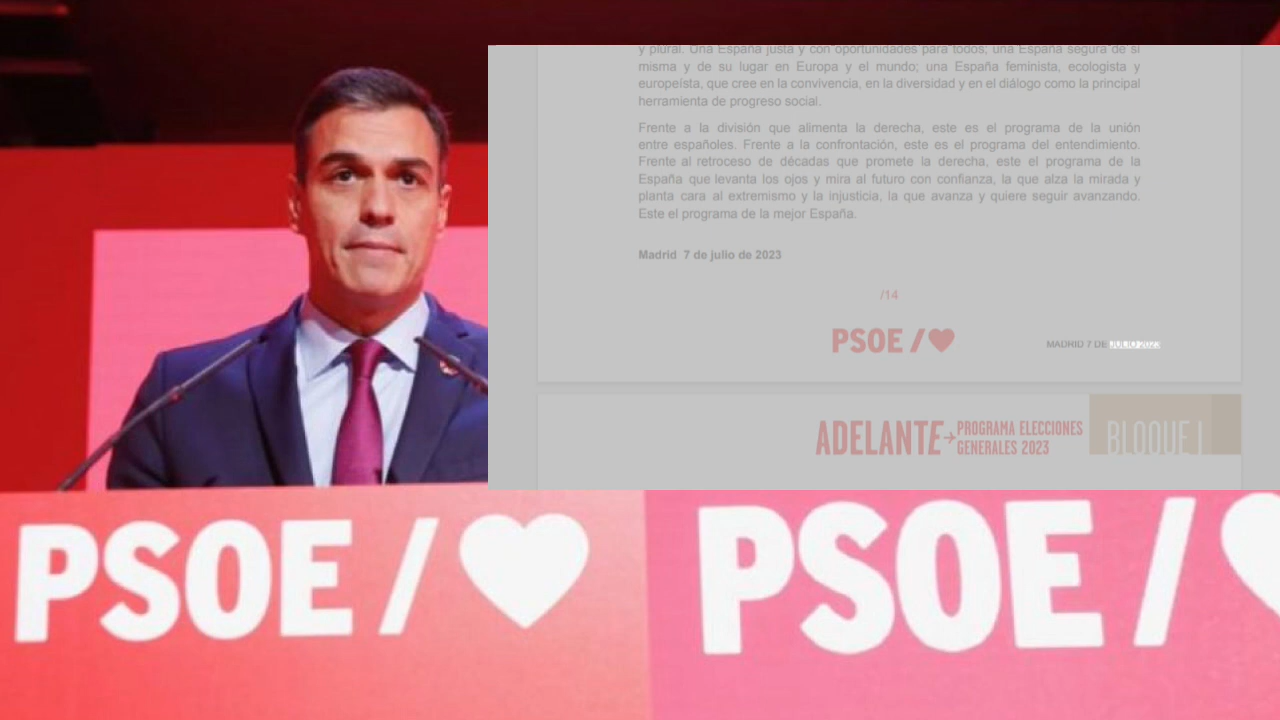 y plural. Una España justa y con oportunidades para todos; una España segura de sí
misma y de su lugar en Europa y el mundo; una España feminista, ecologista y
europeísta, que cree en la convivencia, en la diversidad y en el diálogo como la principal
herramienta de progreso social.
Frente a la división que alimenta la derecha, este es el programa de la unión
entre españoles. Frente a la confrontación, este es el programa del entendimiento.
Frente al retroceso de décadas que promete la derecha, este el programa de la
España que levanta los ojos y mira al futuro con confianza, la que alza la mirada y
planta cara al extremismo y la injusticia, la que avanza y quiere seguir avanzando.
Este el programa de la mejor España.
Madrid 7 de julio de 2023
/14
PSOE /
MADRID 7 DE JULIO 2023
ADELANTE PROGRAMA ELECCIONES
GENERALES 2023
BLOQUE I
PSOE /
PSOE /